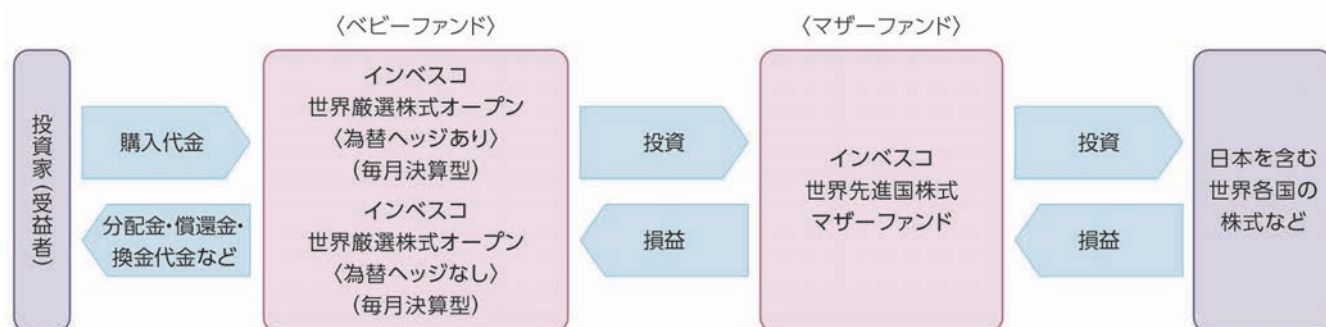 〈ベビーファンド〉
〈マザーファンド〉
投資家(受益者)
購入代金
分配金・償還金・
換金代金など
インベスコ
世界厳選株式オープン
〈為替ヘッジあり〉
(毎月決算型)
インベスコ
世界厳選株式オープン
〈為替ヘッジなし〉
(毎月決算型)
投資
損益
インベスコ
世界先進国株式
マザーファンド
投資
損益
日本を含む
世界各国の
株式など